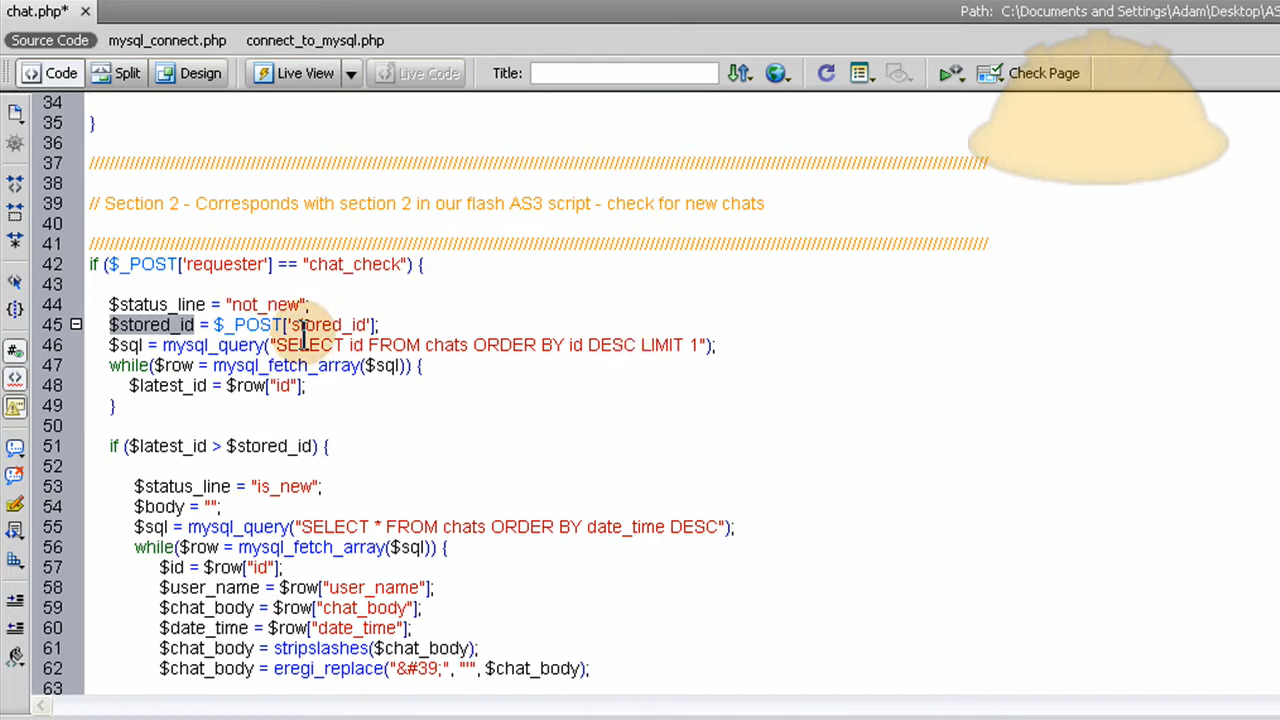 chat.php* ×
Path: C:\Documents and Settings\Adam\Desktop\AS
Source Code mysql_connect.php connect_to_mysql.php
Code Split Design Live View Live Code Title: Check Page
34
35 }
36
37 //////////////////////////////////////////////////////////////////////////////////////////////////////////////////////////////////////////////////////
38
39 // Section 2 - Corresponds with section 2 in our flash AS3 script - check for new chats
40
41 //////////////////////////////////////////////////////////////////////////////////////////////////////////////////////////////////////////////////////
42 if ($_POST['requester'] == "chat_check") {
43
44 $status_line = "not_new";
45 $stored_id = $_POST['stored_id'];
46 $sql = mysql_query("SELECT id FROM chats ORDER BY id DESC LIMIT 1");
47 while($row = mysql_fetch_array($sql)) {
48 $latest_id = $row["id"];
49 }
50
51 if ($latest_id > $stored_id) {
52
53 $status_line = "is_new";
54 $body = "";
55 $sql = mysql_query("SELECT * FROM chats ORDER BY date_time DESC");
56 while($row = mysql_fetch_array($sql)) {
57 $id = $row["id"];
58 $user_name = $row["user_name"];
59 $chat_body = $row["chat_body"];
60 $date_time = $row["date_time"];
61 $chat_body = stripslashes($chat_body);
62 $chat_body = eregi_replace("&#39;", "'", $chat_body);
63